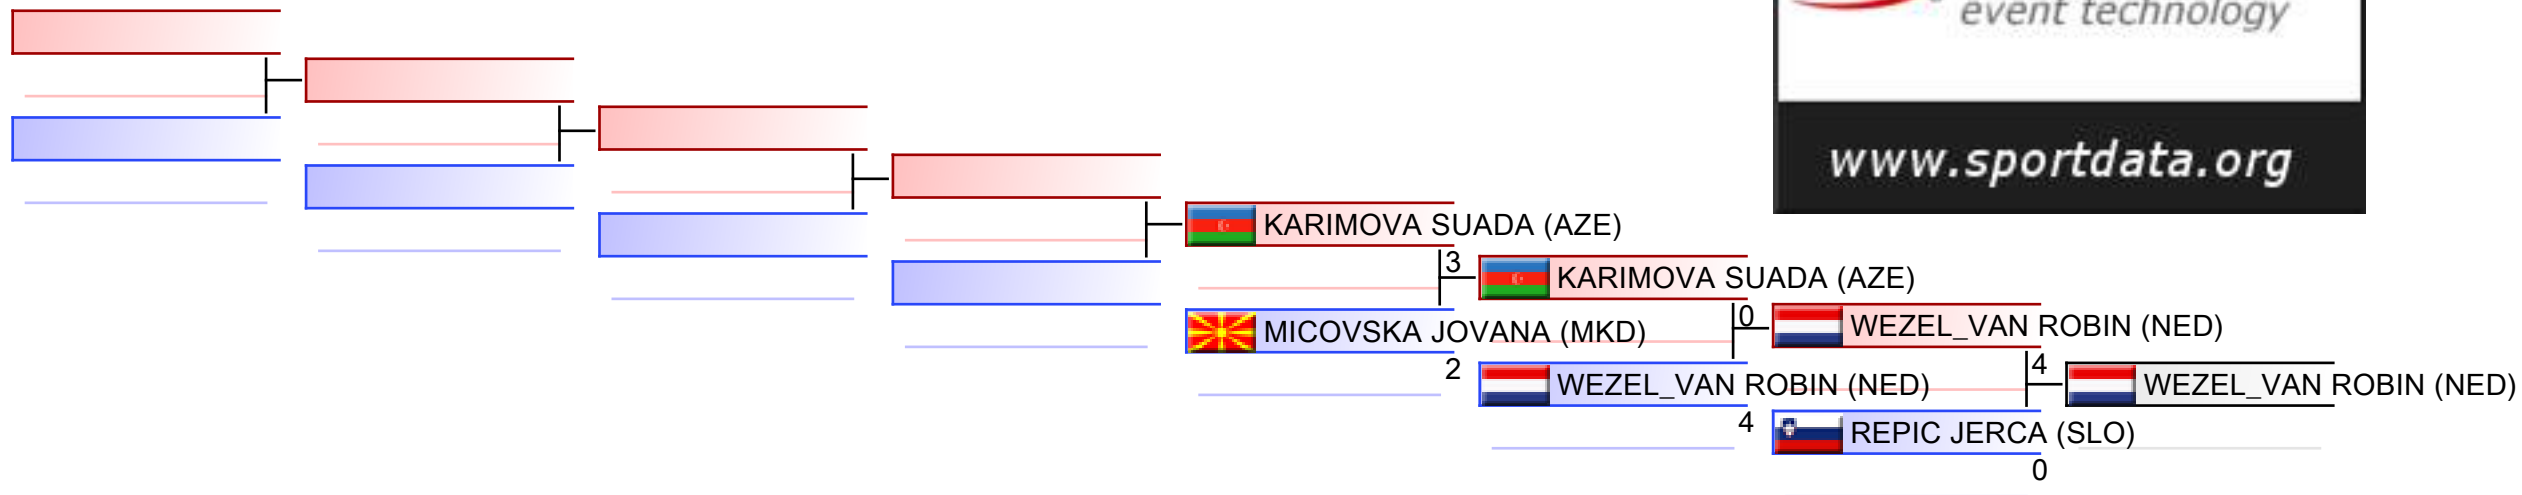 event technology
www.sportdata.org
KARIMOVA SUADA (AZE)
3
KARIMOVA SUADA (AZE)
0
WEZEL_VAN ROBIN (NED)
MICOVSKA JOVANA (MKD)
2
4
WEZEL_VAN ROBIN (NED)
WEZEL_VAN ROBIN (NED)
4
REPIC JERCA (SLO)
0